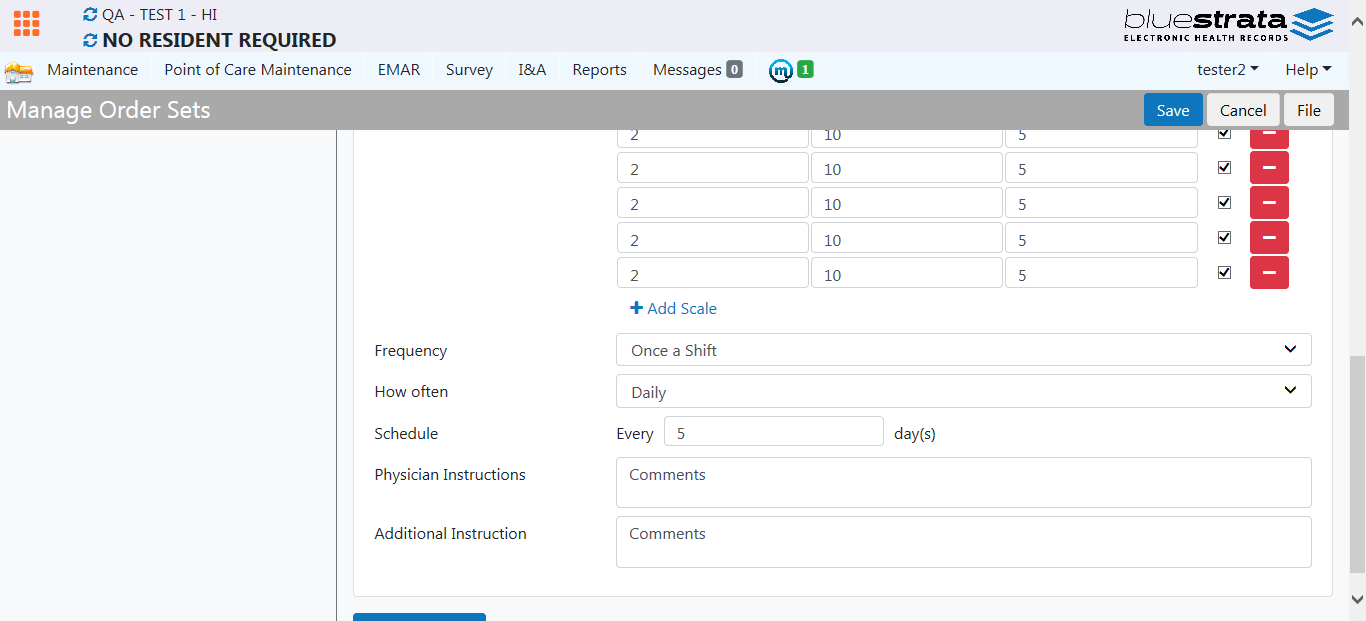 QA - TEST 1 - HI
NO RESIDENT REQUIRED
bluestrata
ELECTRONIC HEALTH RECORDS
Maintenance Point of Care Maintenance EMAR Survey I&A Reports Messages 0 m 1 tester2 Help
Manage Order Sets Save Cancel File
2 10 5
2 10 5
2 10 5
2 10 5
2 10 5
Add Scale
Frequency Once a Shift
How often Daily
Schedule Every 5 day(s)
Physician Instructions Comments
Additional Instruction Comments